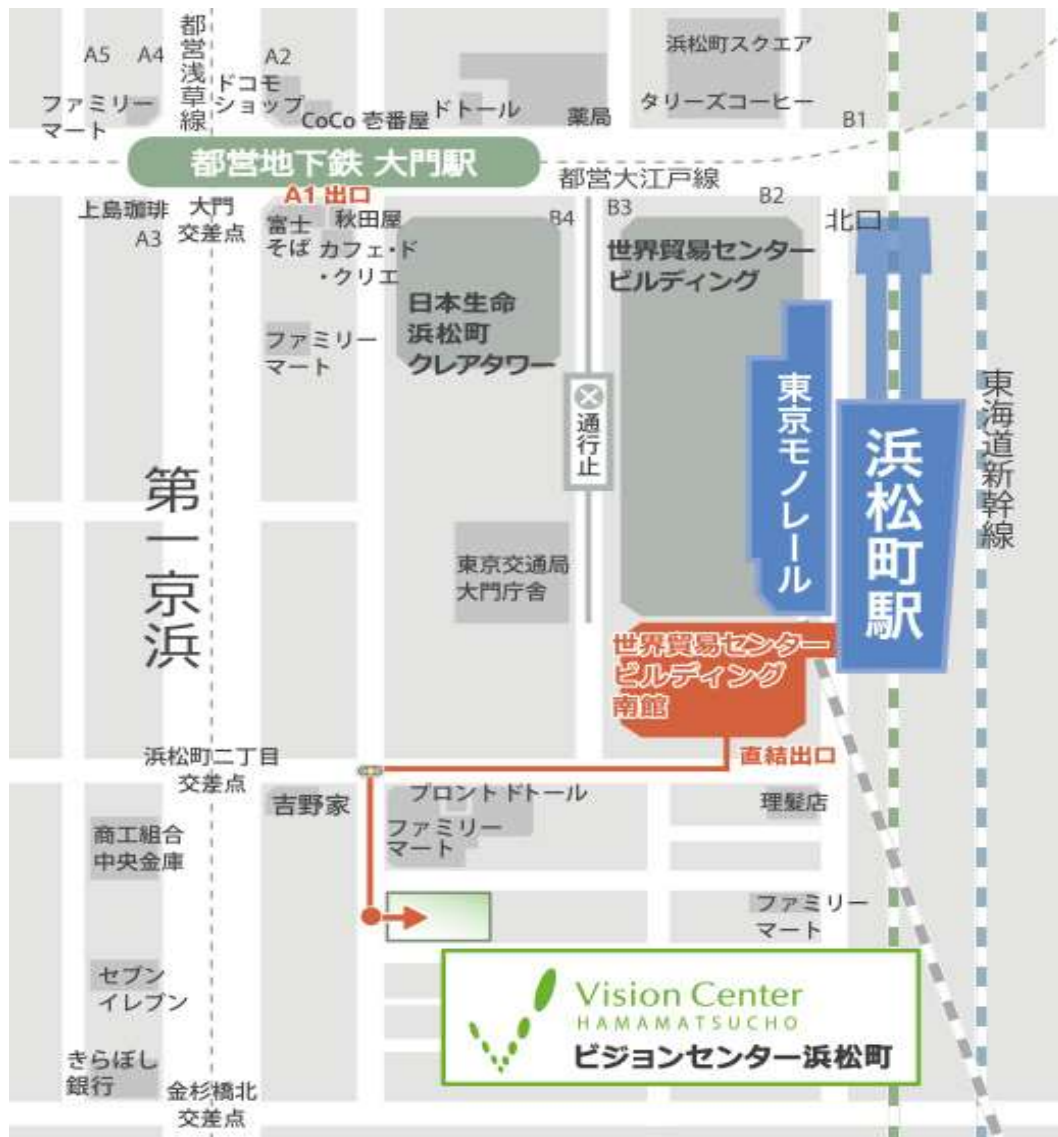 都営浅草線
A5
A4
A2
ファミリー
マート
ドコモ
ショップ
CoCo 壱番屋
ドトール
薬局
浜松町スクエア
タリーズコーヒー
B1
都営地下鉄 大門駅
A1 出口
都営大江戸線
上島珈琲
A3
大門
交差点
富士
そば
秋田屋
カフェ・ド
・クリエ
B4
B3
B2
北口
世界貿易センター
ビルディング
日本生命
浜松町
クレアタワー
ファミリー
マート
通行止
東京モノレール
浜松町駅
東海道新幹線
第一京浜
東京交通局
大門庁舎
世界貿易センター
ビルディング
南館
直結出口
浜松町二丁目
交差点
吉野家
プロント
ドトール
ファミリー
マート
理髪店
商工組合
中央金庫
ファミリー
マート
セブン
イレブン
Vision Center
HAMAMATSUCHO
ビジョンセンター浜松町
きらぼし
銀行
金杉橋北
交差点